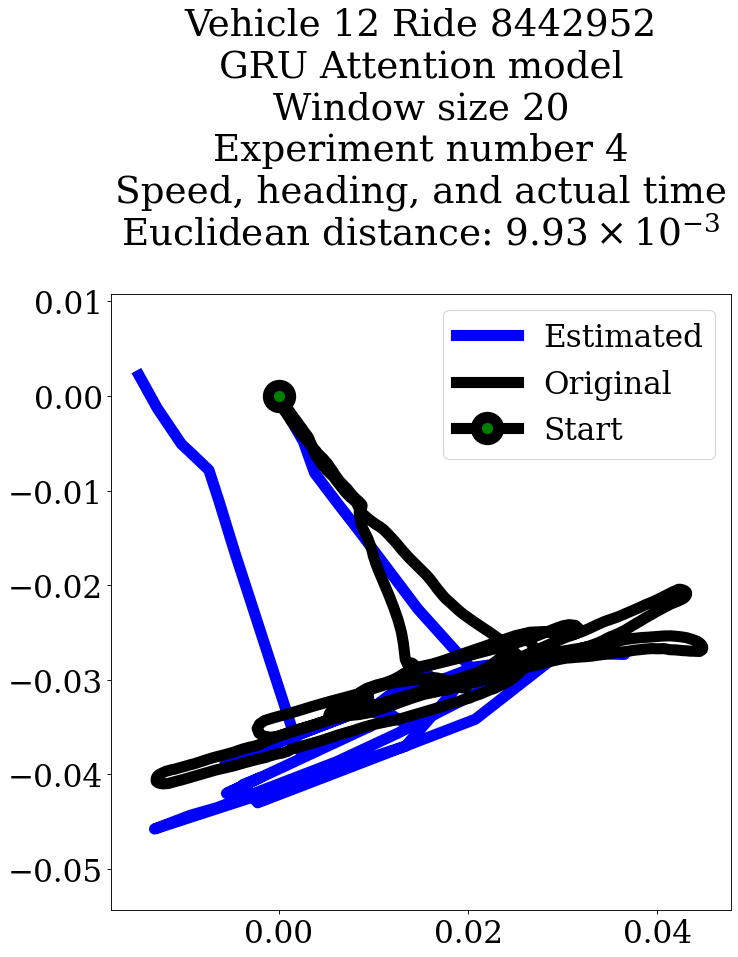 Vehicle 12 Ride 8442952
GRU Attention model
Window size 20
Experiment number 4
Speed, heading, and actual time
Euclidean distance: 9.93 × 10⁻³
Estimated
Original
Start
0.01
0.00
−0.01
−0.02
−0.03
−0.04
−0.05
0.00 0.02 0.04